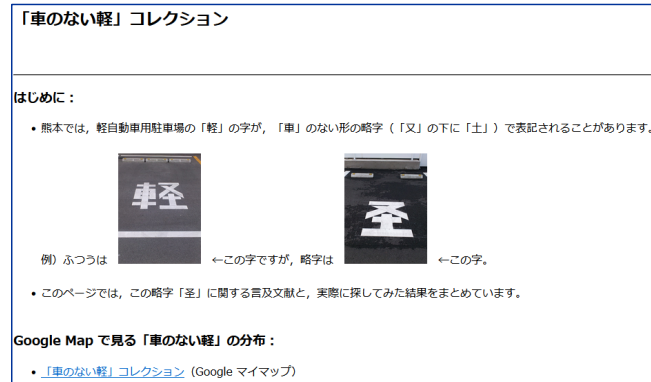 「車のない軽」コレクション
はじめに：
• 熊本では，軽自動車用駐車場の「軽」の字が，「車」のない形の略字（「又」の下に「土」）で表記されることがあります。
軽
圣
例）ふつうは ←この字ですが，略字は ←この字。
• このページでは，この略字「圣」に関する言及文献と，実際に探してみた結果をまとめています。
Google Map で見る「車のない軽」の分布：
• 「車のない軽」コレクション（Google マイマップ）